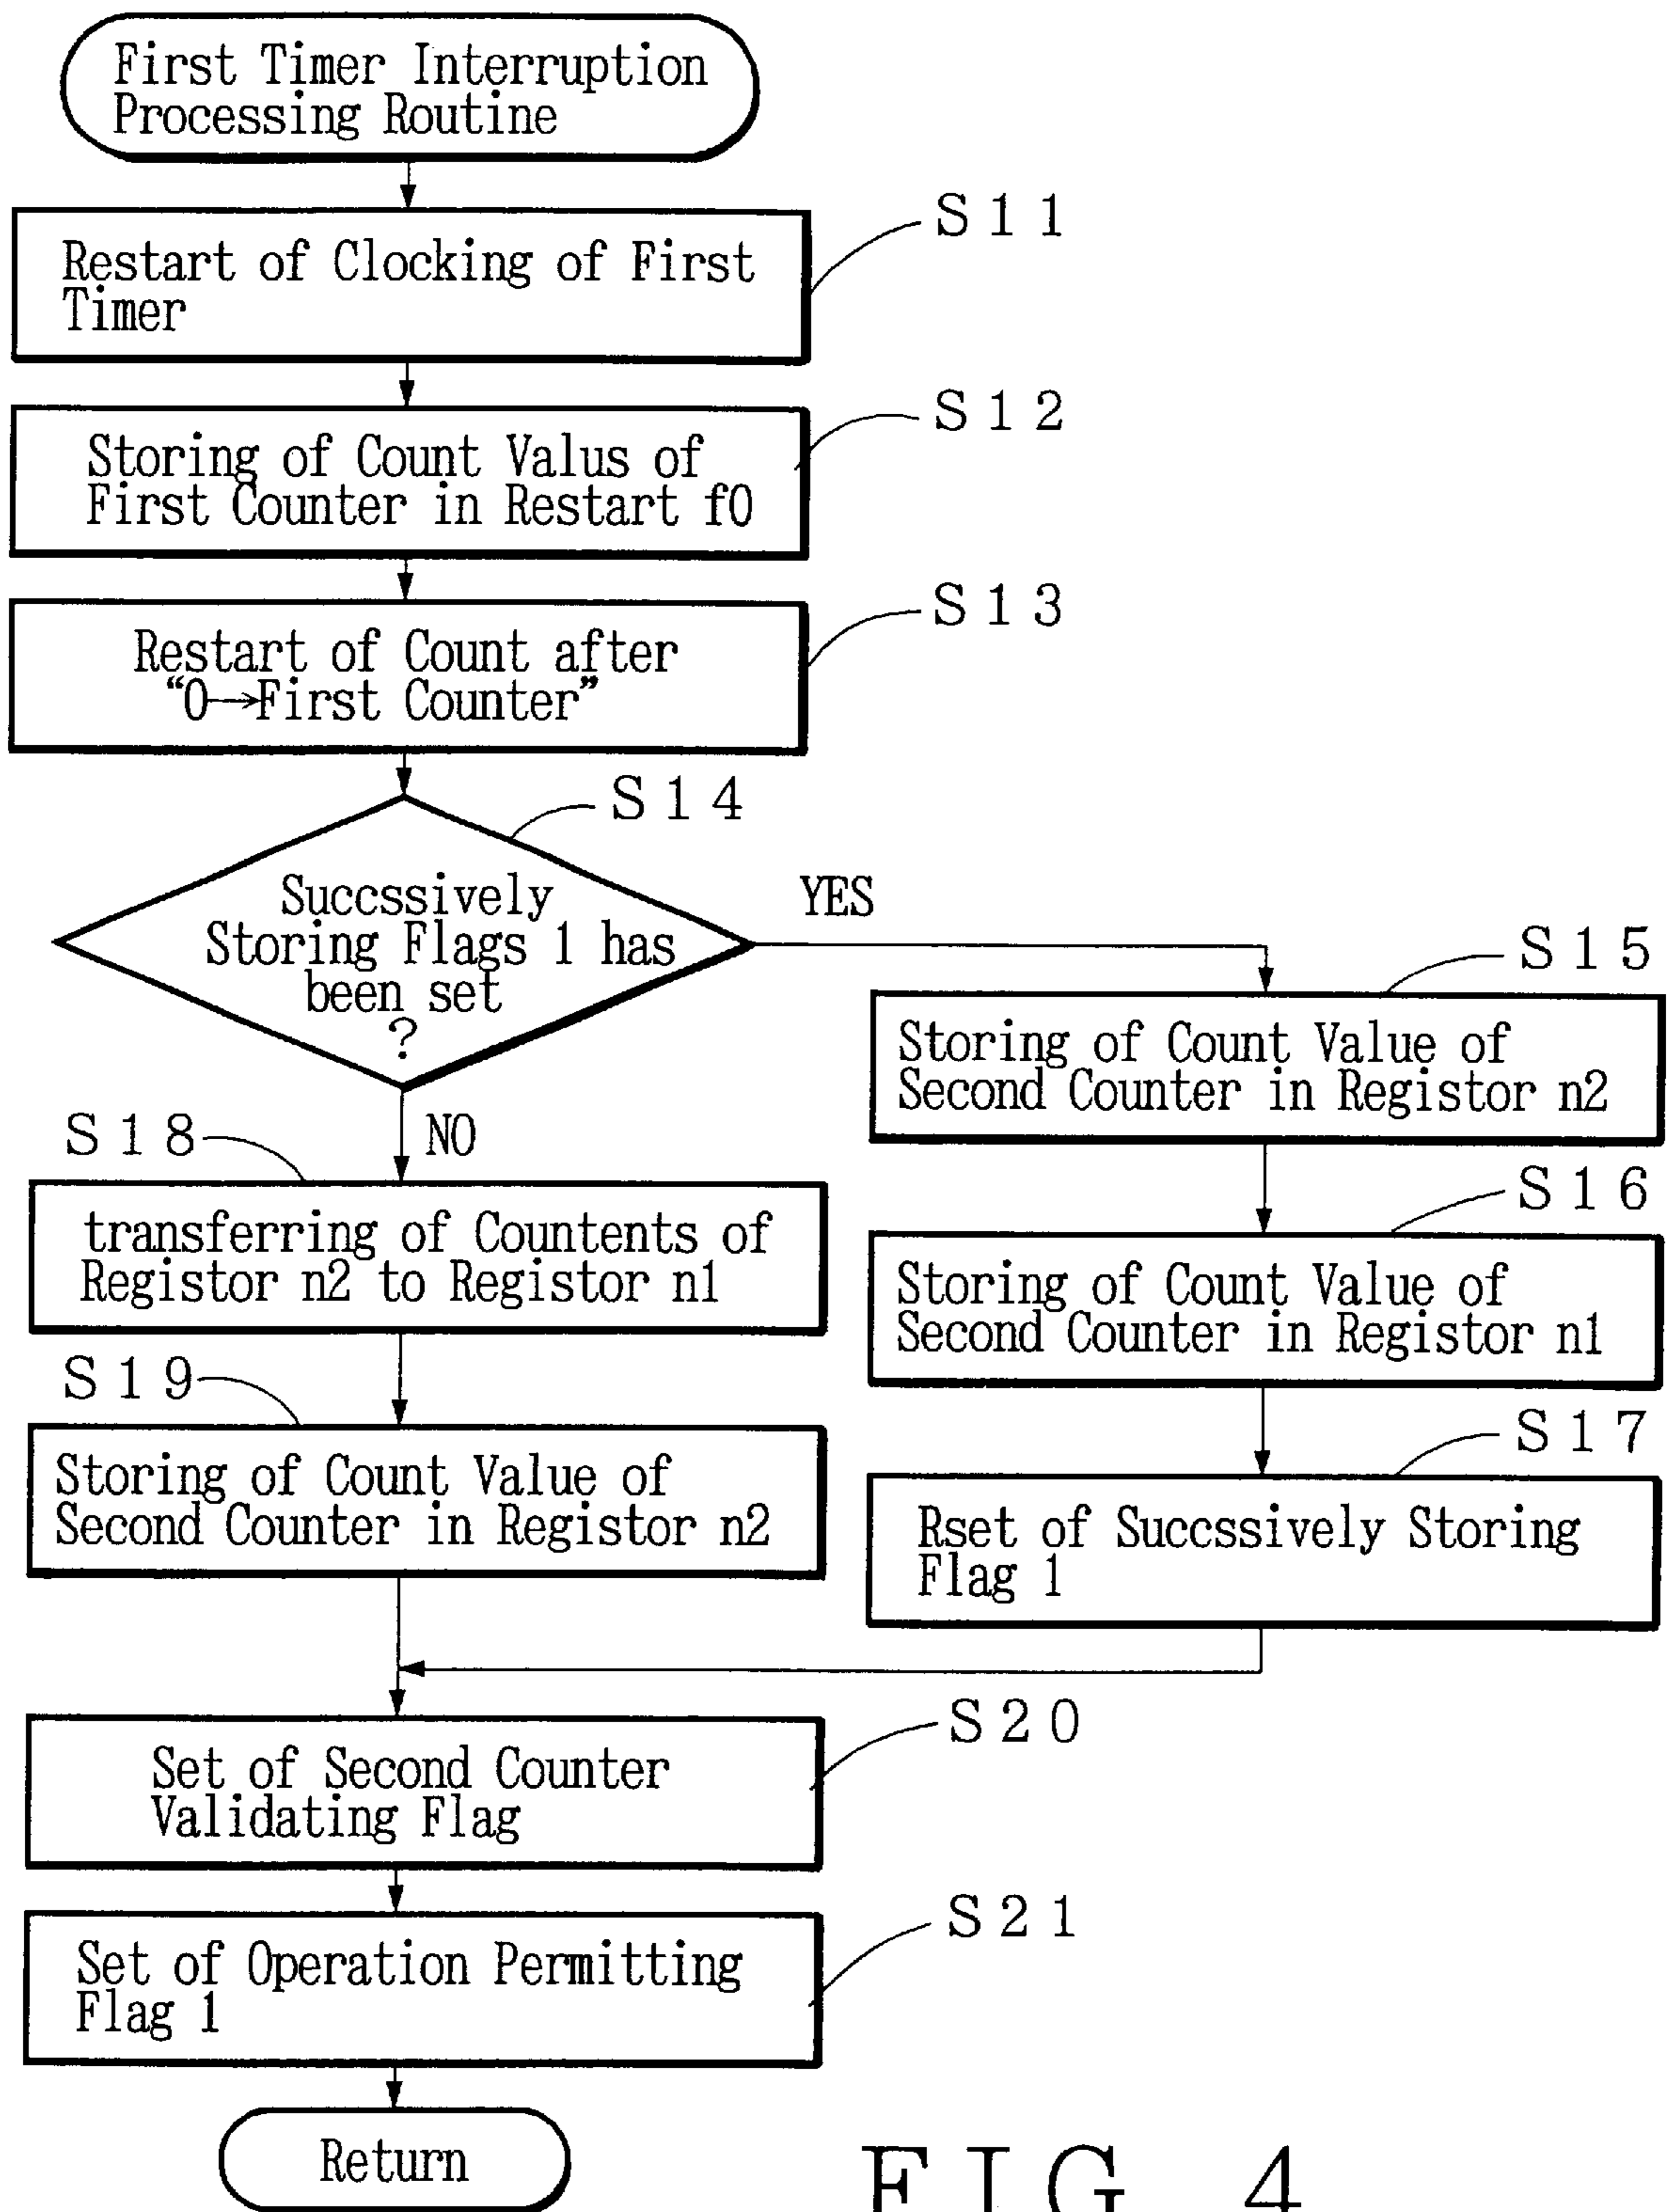 First Timer Interruption
Processing Routine
S11
Restart of Clocking of First
Timer
S12
Storing of Count Valus of
First Counter in Restart f0
S13
Restart of Count after
“0→First Counter”
S14
Succssively
Storing Flags 1 has
been set
?
YES
S15
Storing of Count Value of
Second Counter in Registor n2
S16
Storing of Count Value of
Second Counter in Registor n1
S17
Rset of Succssively Storing
Flag 1
NO
S18
transferring of Countents of
Registor n2 to Registor n1
S19
Storing of Count Value of
Second Counter in Registor n2
S20
Set of Second Counter
Validating Flag
S21
Set of Operation Permitting
Flag 1
Return
FIG. 4